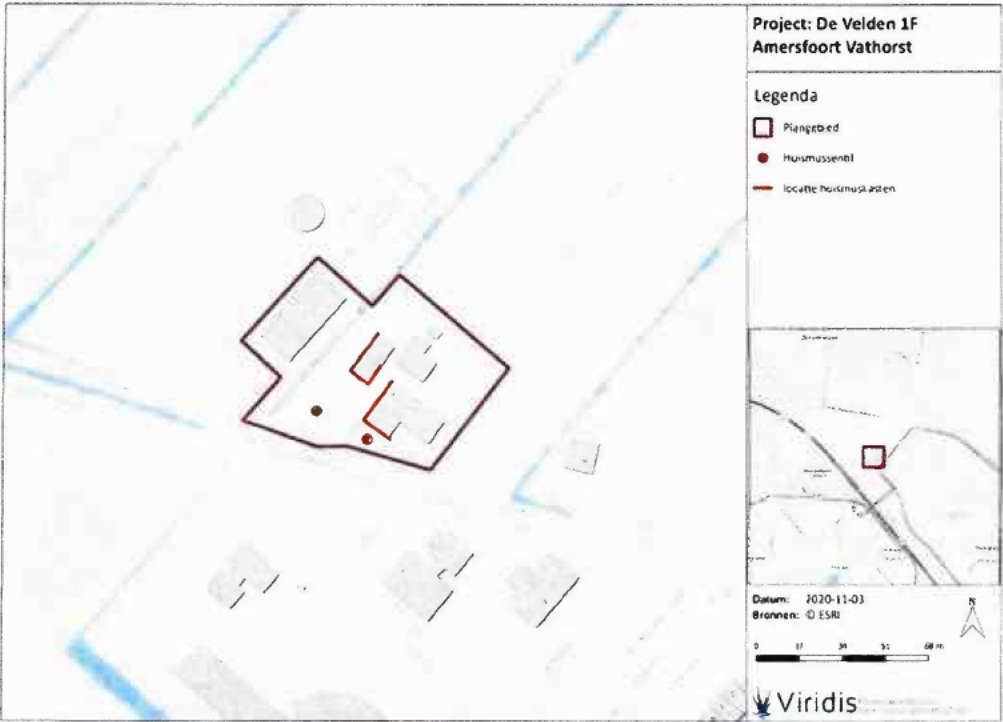 Project: De Velden 1F
Amersfoort Vathorst
Legenda
Plangebied
Huismussentil
locatie huismuskasten
Datum: 2020-11-03
Bronnen: © ESRI
N
0 17 34 51 68 m
Viridis